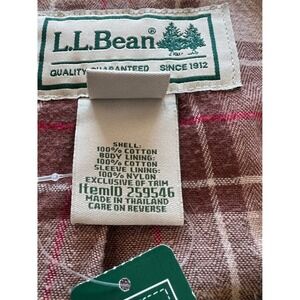 L.L.Bean®
QUALITY GUARANTEED SINCE 1912
SHELL:
100% COTTON
BODY LINING:
100% COTTON
SLEEVE LINING:
100% NYLON
EXCLUSIVE OF TRIM
ItemID 259546
MADE IN THAILAND
CARE ON REVERSE